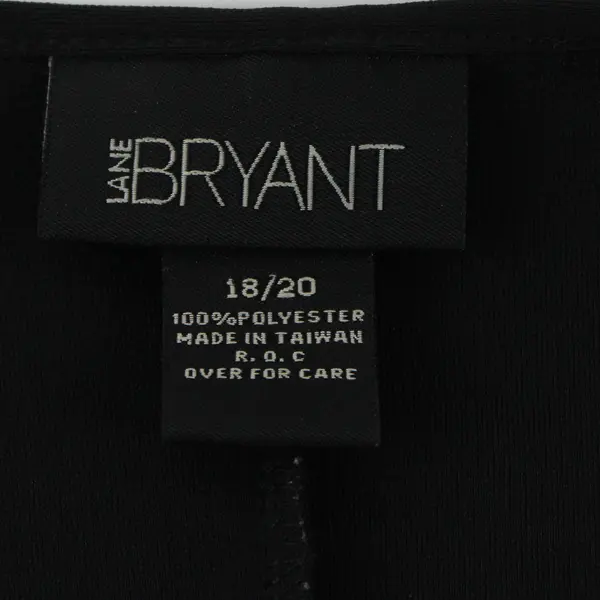 LANE BRYANT
18/20
100%POLYESTER
MADE IN TAIWAN
R. O. C
OVER FOR CARE